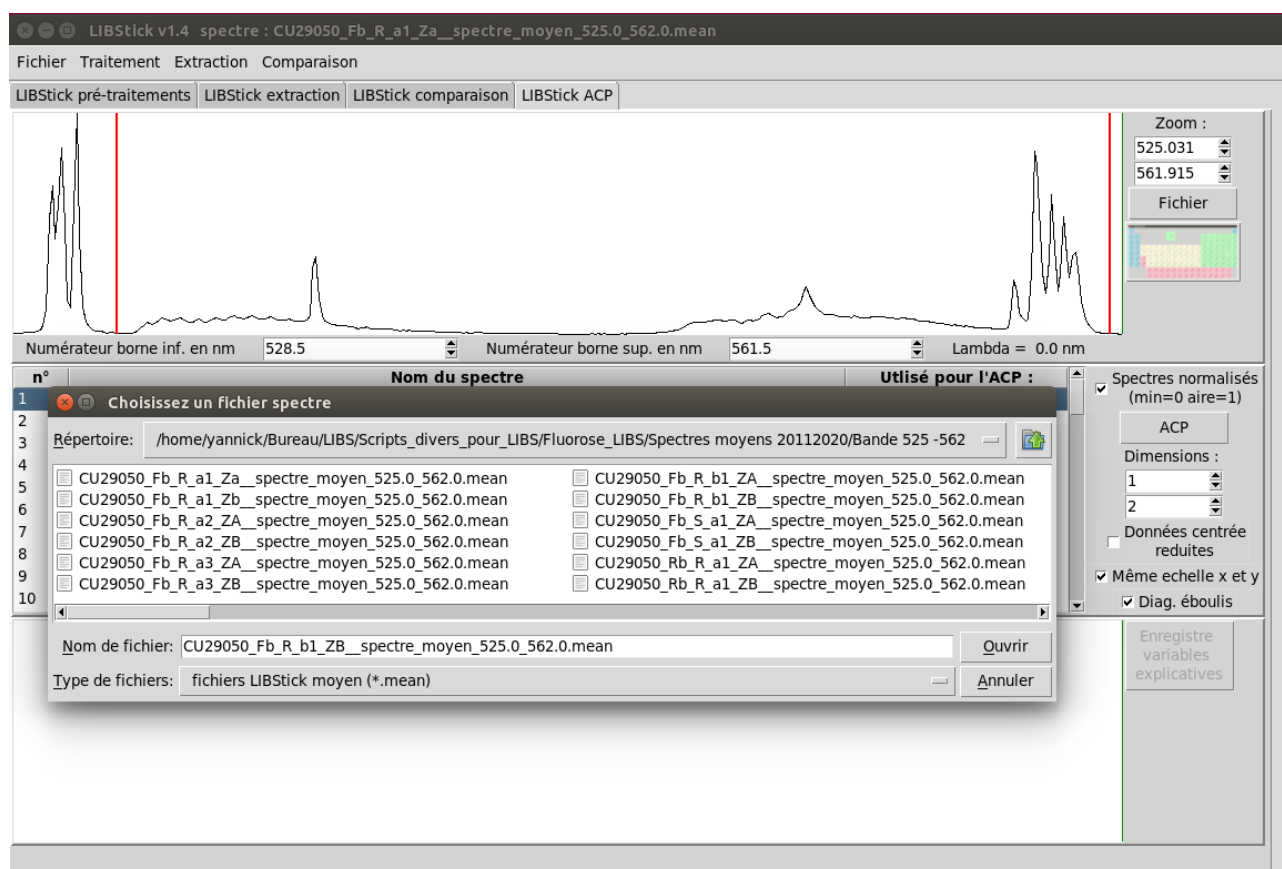 LIBStick v1.4 spectre : CU29050_Fb_R_a1_Za__spectre_moyen_525.0_562.0.mean
Fichier Traitement Extraction Comparaison
LIBStick pré-traitements LIBStick extraction LIBStick comparaison LIBStick ACP
Zoom :
525.031
561.915
Fichier
Numérateur borne inf. en nm 528.5 Numérateur borne sup. en nm 561.5 Lambda = 0.0 nm
n° Nom du spectre Utlisé pour l'ACP :
1
2
3
4
5
6
7
8
9
10
Choisissez un fichier spectre
Répertoire: /home/yannick/Bureau/LIBS/Scripts_divers_pour_LIBS/Fluorose_LIBS/Spectres moyens 20112020/Bande 525 -562
CU29050_Fb_R_a1_Za__spectre_moyen_525.0_562.0.mean
CU29050_Fb_R_a1_Zb__spectre_moyen_525.0_562.0.mean
CU29050_Fb_R_a2_ZA__spectre_moyen_525.0_562.0.mean
CU29050_Fb_R_a2_ZB__spectre_moyen_525.0_562.0.mean
CU29050_Fb_R_a3_ZA__spectre_moyen_525.0_562.0.mean
CU29050_Fb_R_a3_ZB__spectre_moyen_525.0_562.0.mean
CU29050_Fb_R_b1_ZA__spectre_moyen_525.0_562.0.mean
CU29050_Fb_R_b1_ZB__spectre_moyen_525.0_562.0.mean
CU29050_Fb_S_a1_ZA__spectre_moyen_525.0_562.0.mean
CU29050_Fb_S_a1_ZB__spectre_moyen_525.0_562.0.mean
CU29050_Rb_R_a1_ZA__spectre_moyen_525.0_562.0.mean
CU29050_Rb_R_a1_ZB__spectre_moyen_525.0_562.0.mean
Nom de fichier: CU29050_Fb_R_b1_ZB__spectre_moyen_525.0_562.0.mean Ouvrir
Type de fichiers: fichiers LIBStick moyen (*.mean) Annuler
Spectres normalisés
(min=0 aire=1)
ACP
Dimensions :
1
2
Données centrée
reduites
Même echelle x et y
Diag. éboulis
Enregistre
variables
explicatives